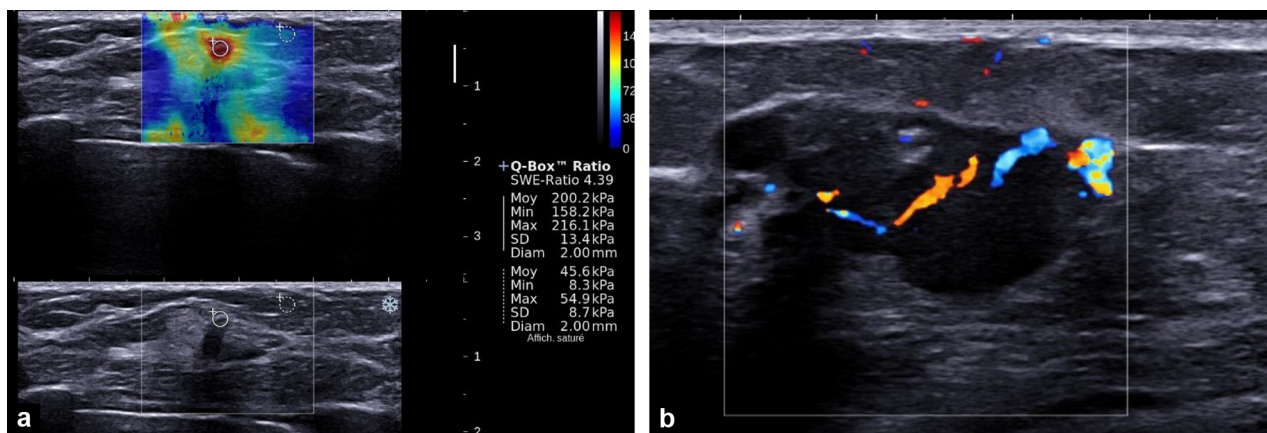 14
72
36
0
1
2
3
1
2
+ Q-Box™ Ratio
SWE-Ratio 4.39
Moy 200.2 kPa
Min 158.2 kPa
Max 216.1 kPa
SD 13.4 kPa
Diam 2.00 mm
Moy 45.6 kPa
Min 8.3 kPa
Max 54.9 kPa
SD 8.7 kPa
Diam 2.00 mm
Affich. saturé
a
b